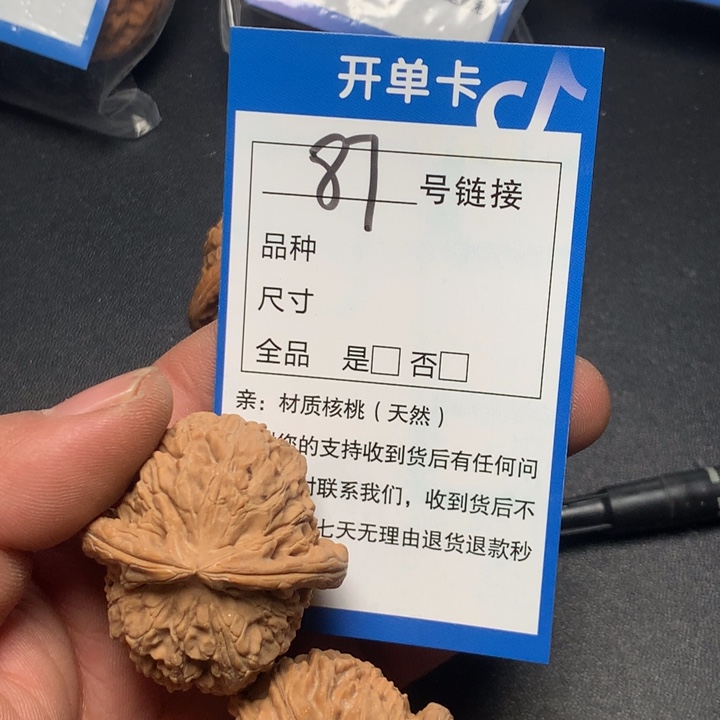 开单卡
87号链接
品种
尺寸
全品 是□ 否□
亲：材质核桃（天然）
您的支持收到货后有任何问
时联系我们，收到货后不
七天无理由退货退款秒